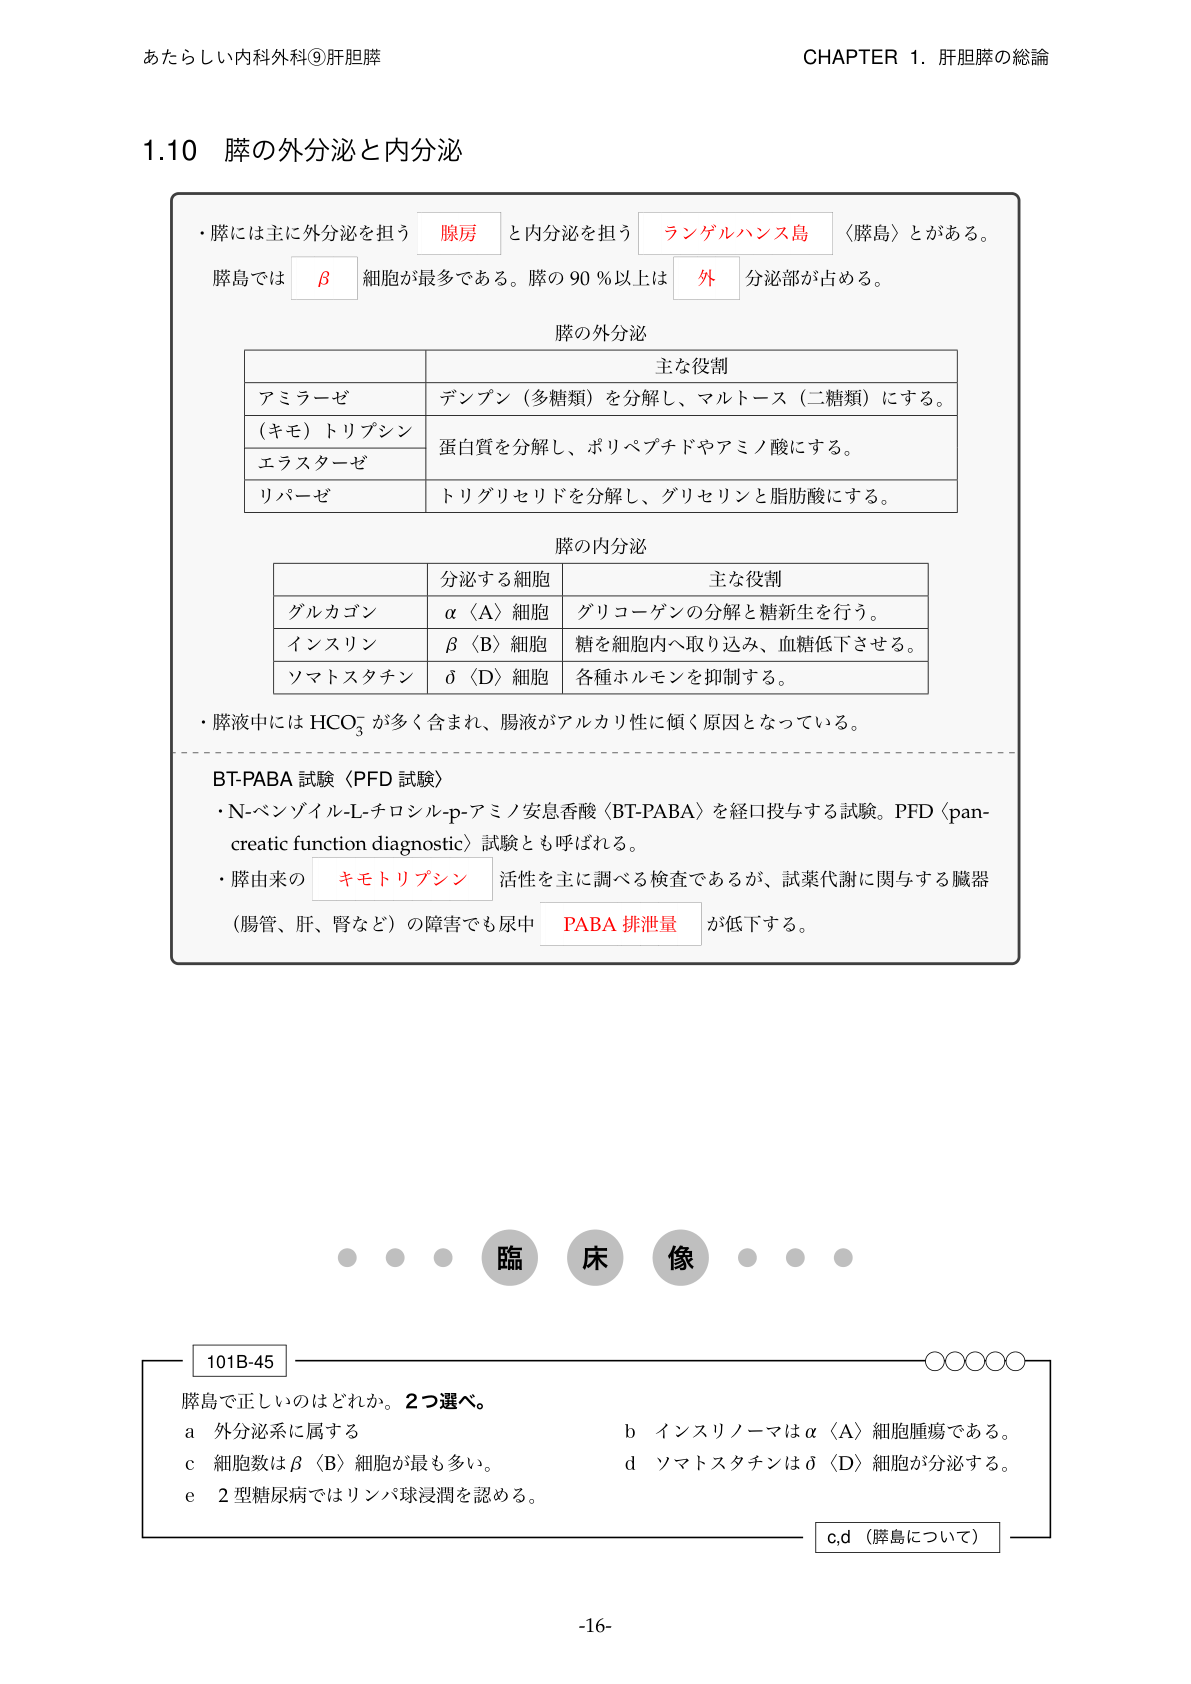 あたらしい内科外科⑨肝胆膵
CHAPTER 1. 肝胆膵の総論
1.10 膵の外分泌と内分泌
・膵には主に外分泌を担う 腺房 と内分泌を担う ランゲルハンス島 〈膵島〉とがある。
膵島では β 細胞が最多である。膵の 90 %以上は 外 分泌部が占める。
膵の外分泌
主な役割
アミラーゼ デンプン（多糖類）を分解し、マルトース（二糖類）にする。
（キモ）トリプシン
蛋白質を分解し、ポリペプチドやアミノ酸にする。
エラスターゼ
リパーゼ トリグリセリドを分解し、グリセリンと脂肪酸にする。
膵の内分泌
分泌する細胞 主な役割
グルカゴン α〈A〉細胞 グリコーゲンの分解と糖新生を行う。
インスリン β〈B〉細胞 糖を細胞内へ取り込み、血糖低下させる。
ソマトスタチン δ〈D〉細胞 各種ホルモンを抑制する。
・膵液中には HCO₃⁻ が多く含まれ、腸液がアルカリ性に傾く原因となっている。
BT-PABA 試験〈PFD 試験〉
・N-ベンゾイル-L-チロシル-p-アミノ安息香酸〈BT-PABA〉を経口投与する試験。PFD〈pan-
creatic function diagnostic〉試験とも呼ばれる。
・膵由来の キモトリプシン 活性を主に調べる検査であるが、試薬代謝に関与する臓器
（腸管、肝、腎など）の障害でも尿中 PABA 排泄量 が低下する。
臨床像
101B-45
膵島で正しいのはどれか。2つ選べ。
a 外分泌系に属する
b インスリノーマは α〈A〉細胞腫瘍である。
c 細胞数は β〈B〉細胞が最も多い。
d ソマトスタチンは δ〈D〉細胞が分泌する。
e 2 型糖尿病ではリンパ球浸潤を認める。
c,d （膵島について）
-16-